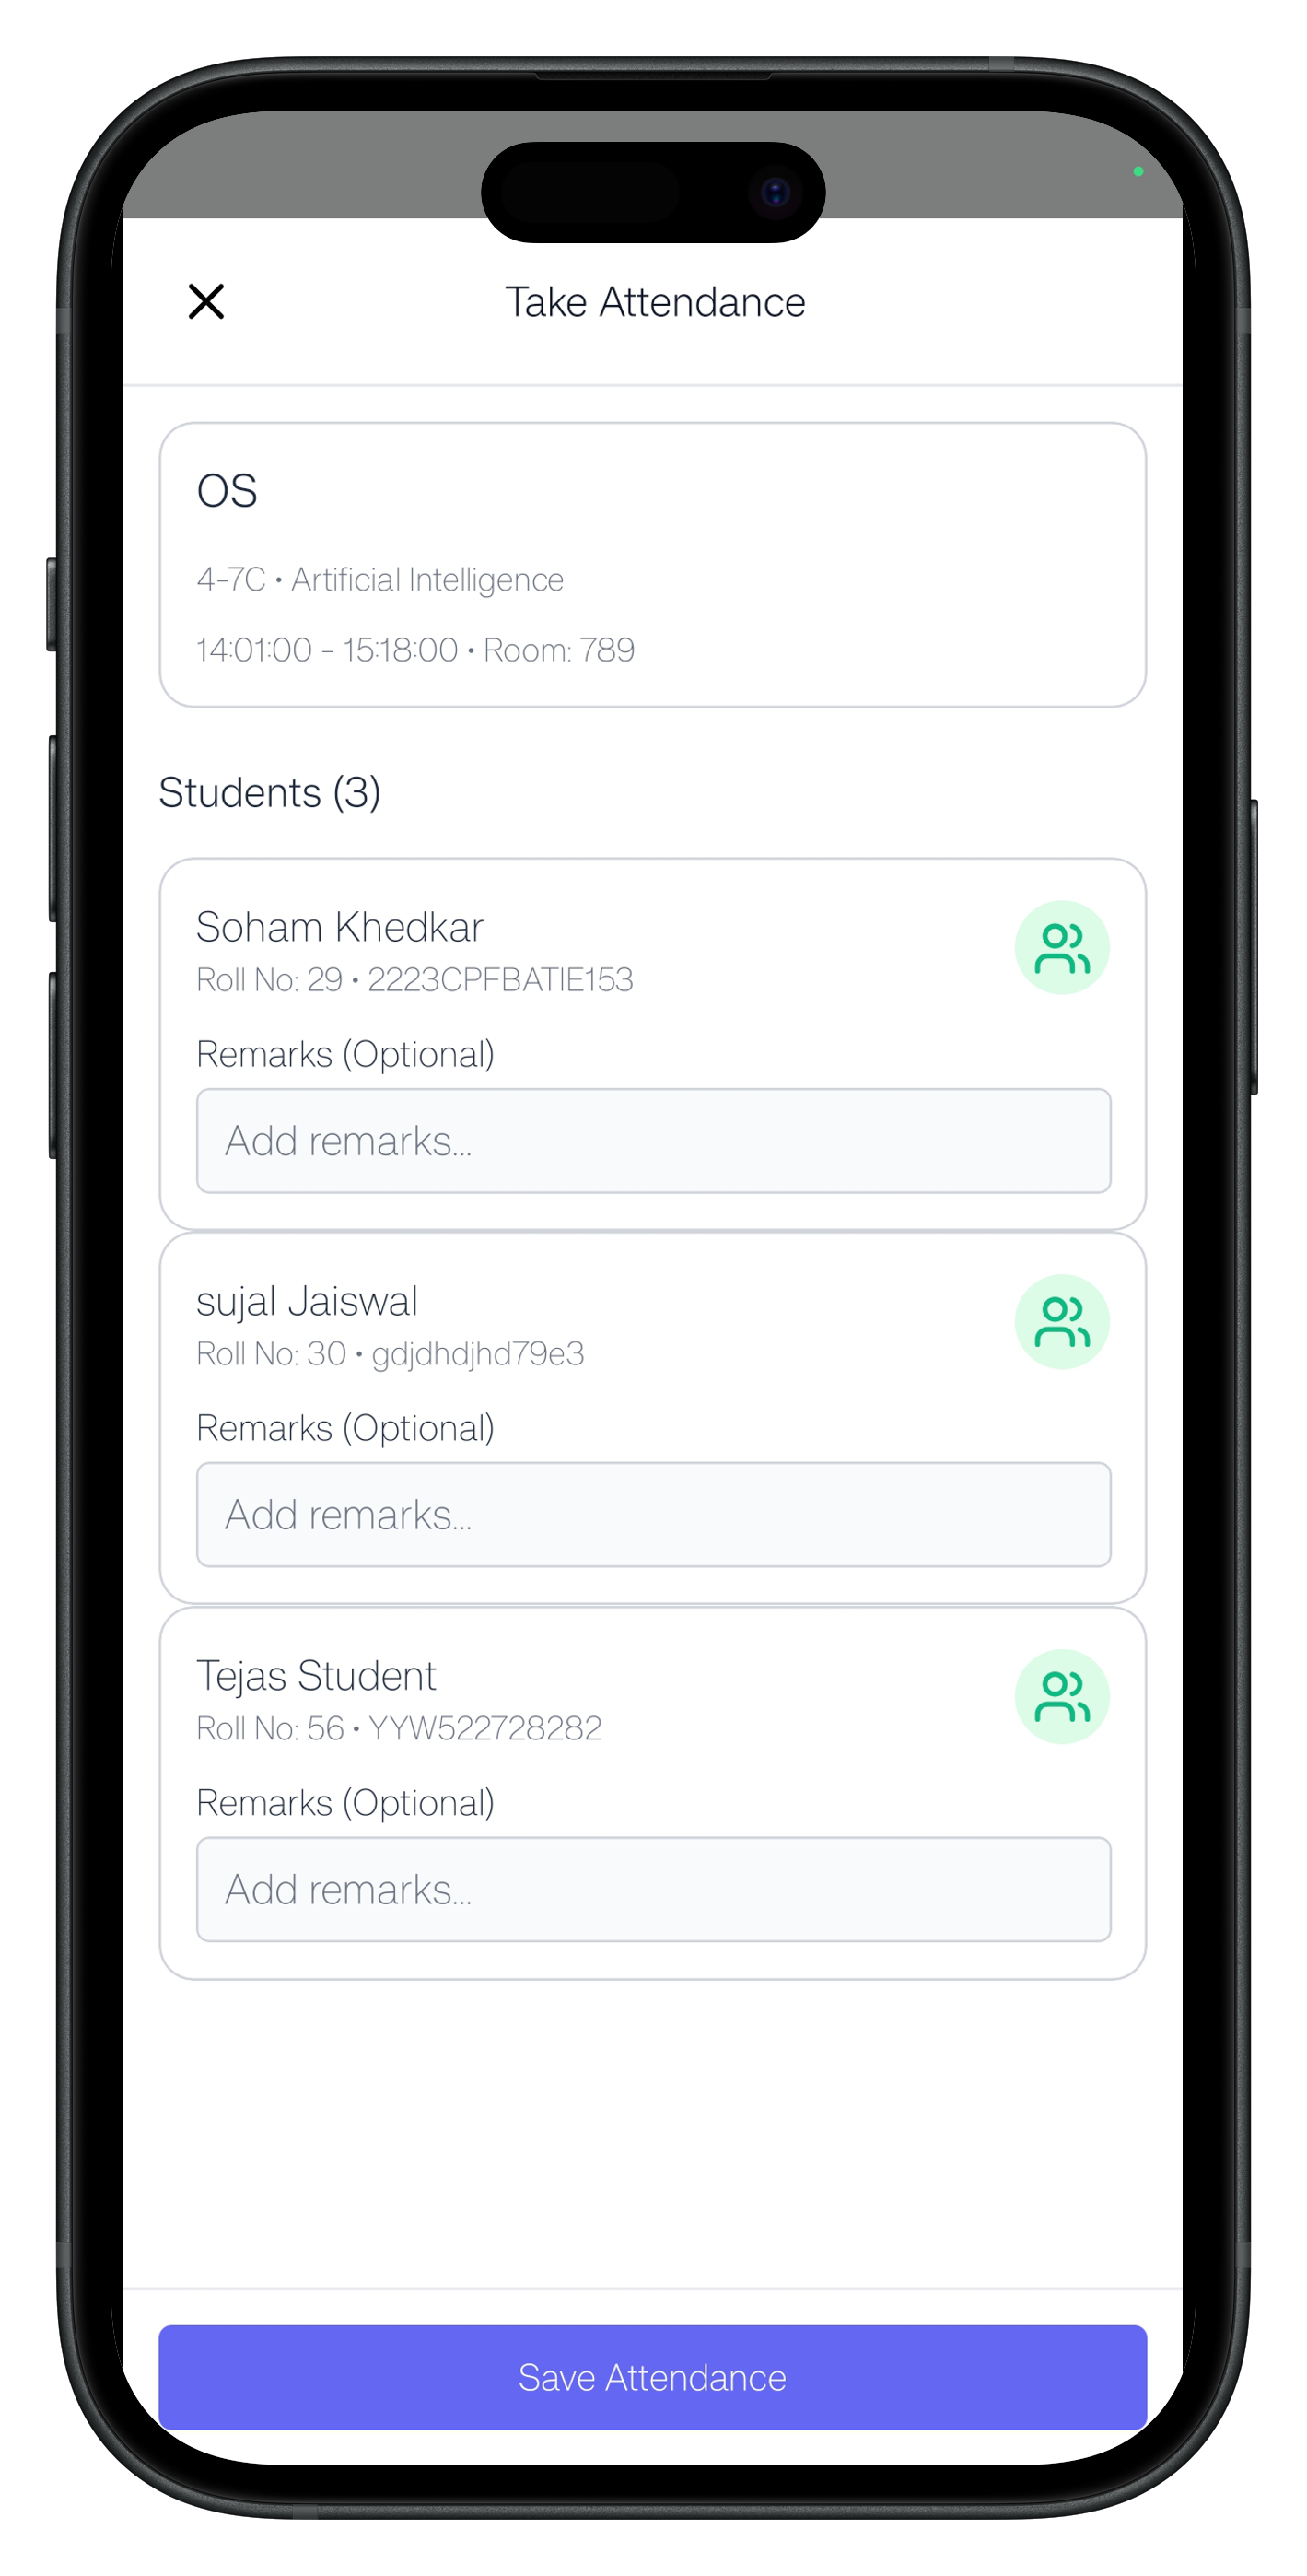 Take Attendance
OS
4-7C • Artificial Intelligence
14:01:00 - 15:18:00 • Room: 789
Students (3)
Soham Khedkar
Roll No: 29 • 2223CPFBATIE153
Remarks (Optional)
Add remarks...
sujal Jaiswal
Roll No: 30 • gdjdhdjhd79e3
Remarks (Optional)
Add remarks...
Tejas Student
Roll No: 56 • YYW522728282
Remarks (Optional)
Add remarks...
Save Attendance